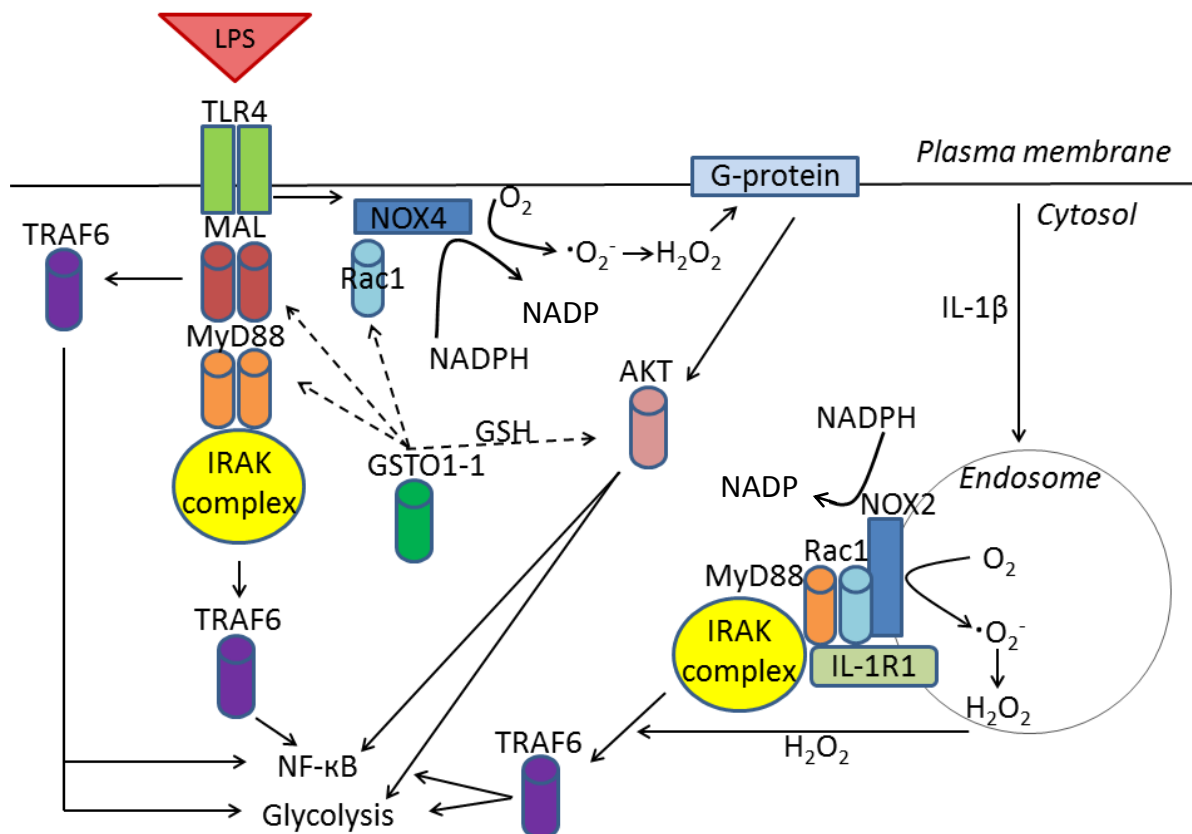 LPS
TLR4
Plasma membrane
G-protein
Cytosol
O₂
NOX4
MAL
TRAF6
·O₂⁻
H₂O₂
Rac1
NADP
IL-1β
MyD88
NADPH
AKT
NADPH
GSH
IRAK
complex
GSTO1-1
Endosome
NADP
NOX2
Rac1
O₂
MyD88
TRAF6
IRAK
complex
·O₂⁻
IL-1R1
H₂O₂
TRAF6
H₂O₂
NF-κB
Glycolysis